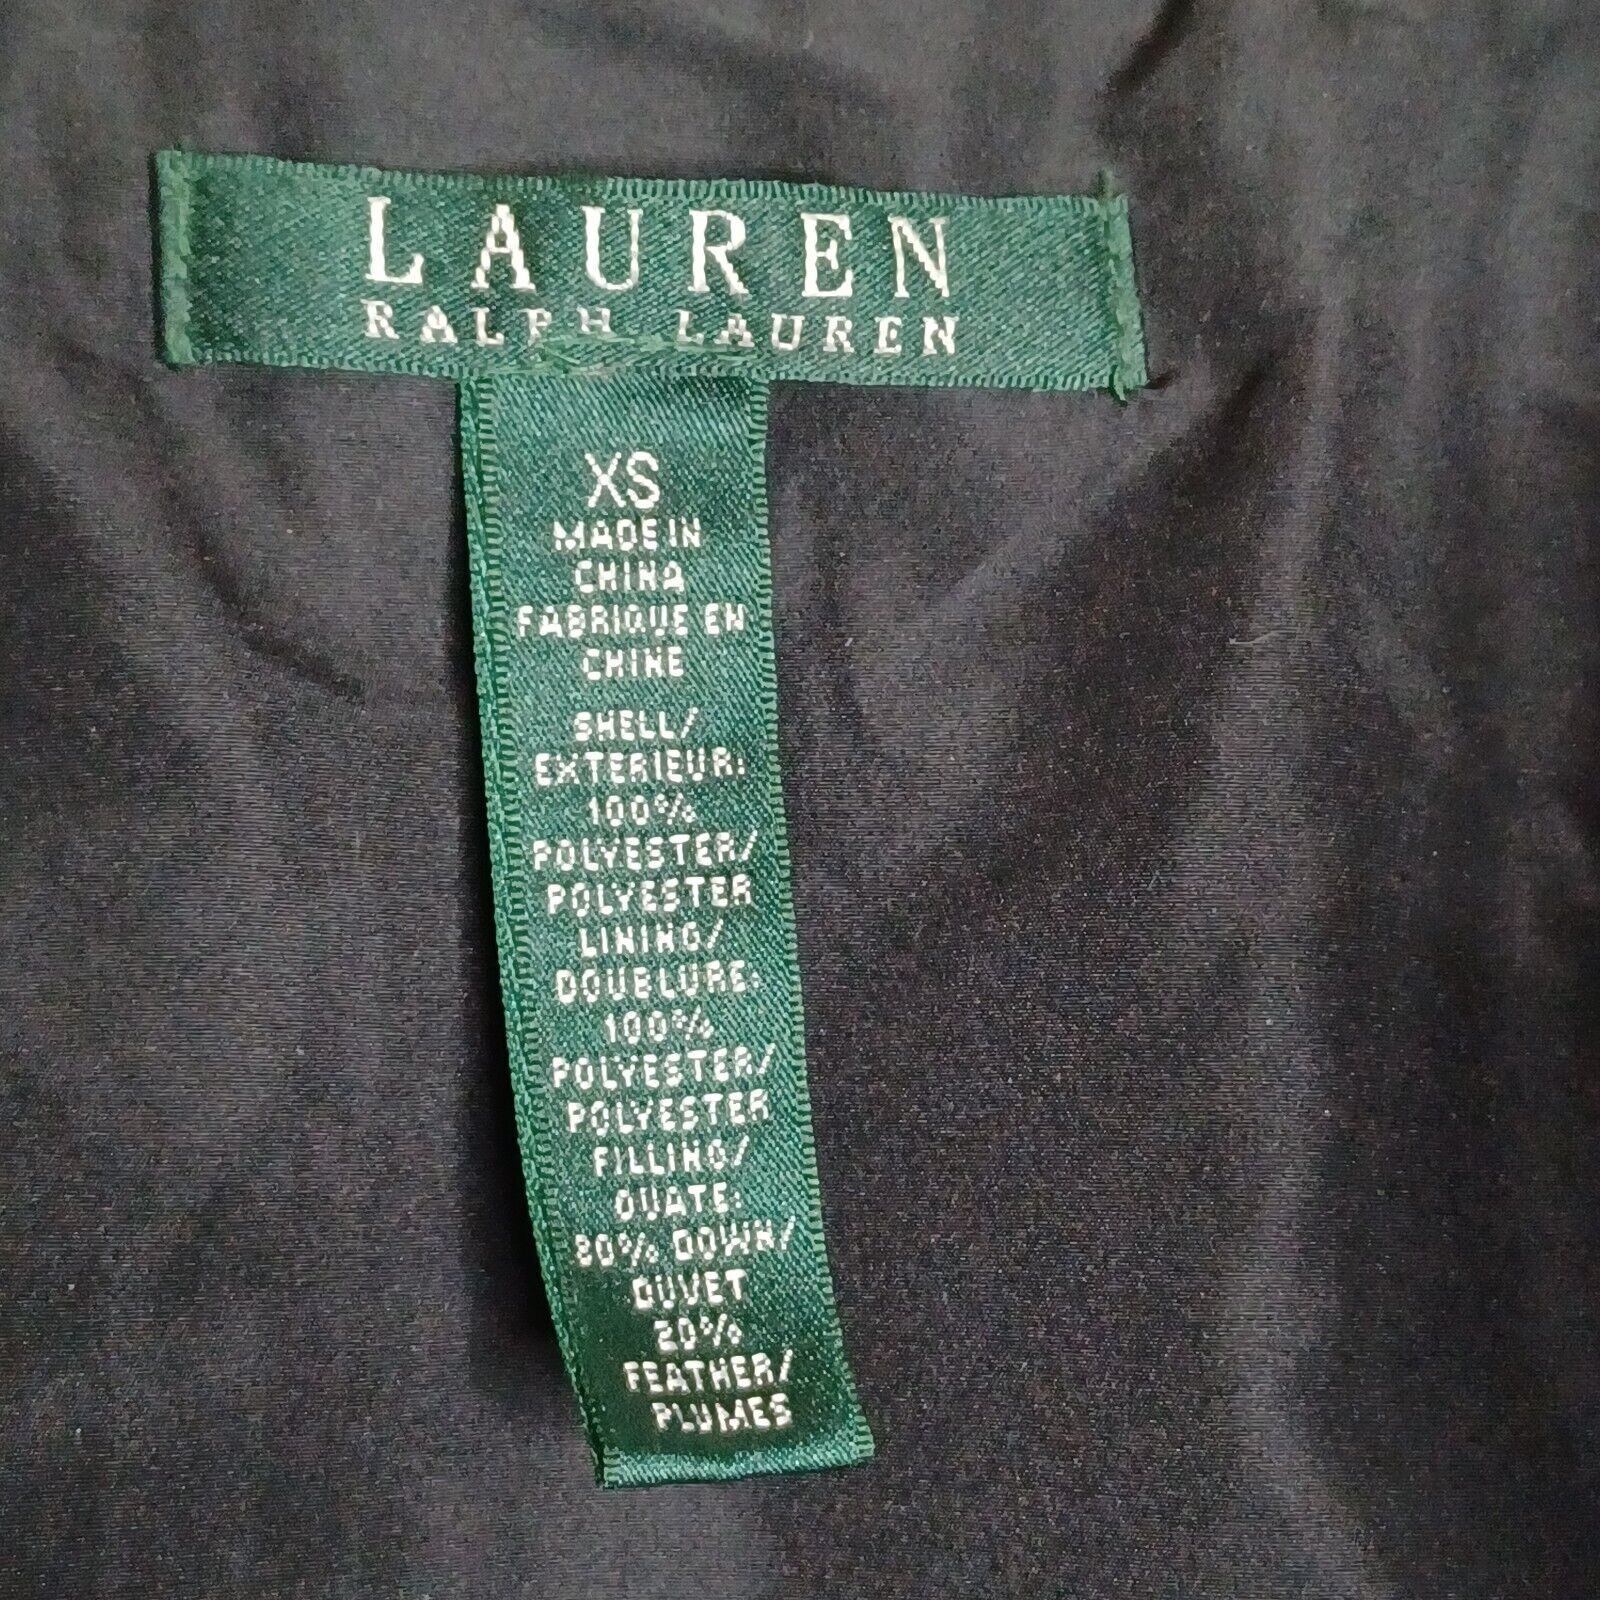 LAUREN
RALPH LAUREN
XS
MADE IN
CHINA
FABRIQUE EN
CHINE
SHELL/
EXTERIEUR:
100%
POLYESTER/
POLYESTER
LINING/
DOUBLURE:
100%
POLYESTER/
POLYESTER
FILLING/
OUATE:
80% DOWN/
DUVET
20%
FEATHER/
PLUMES